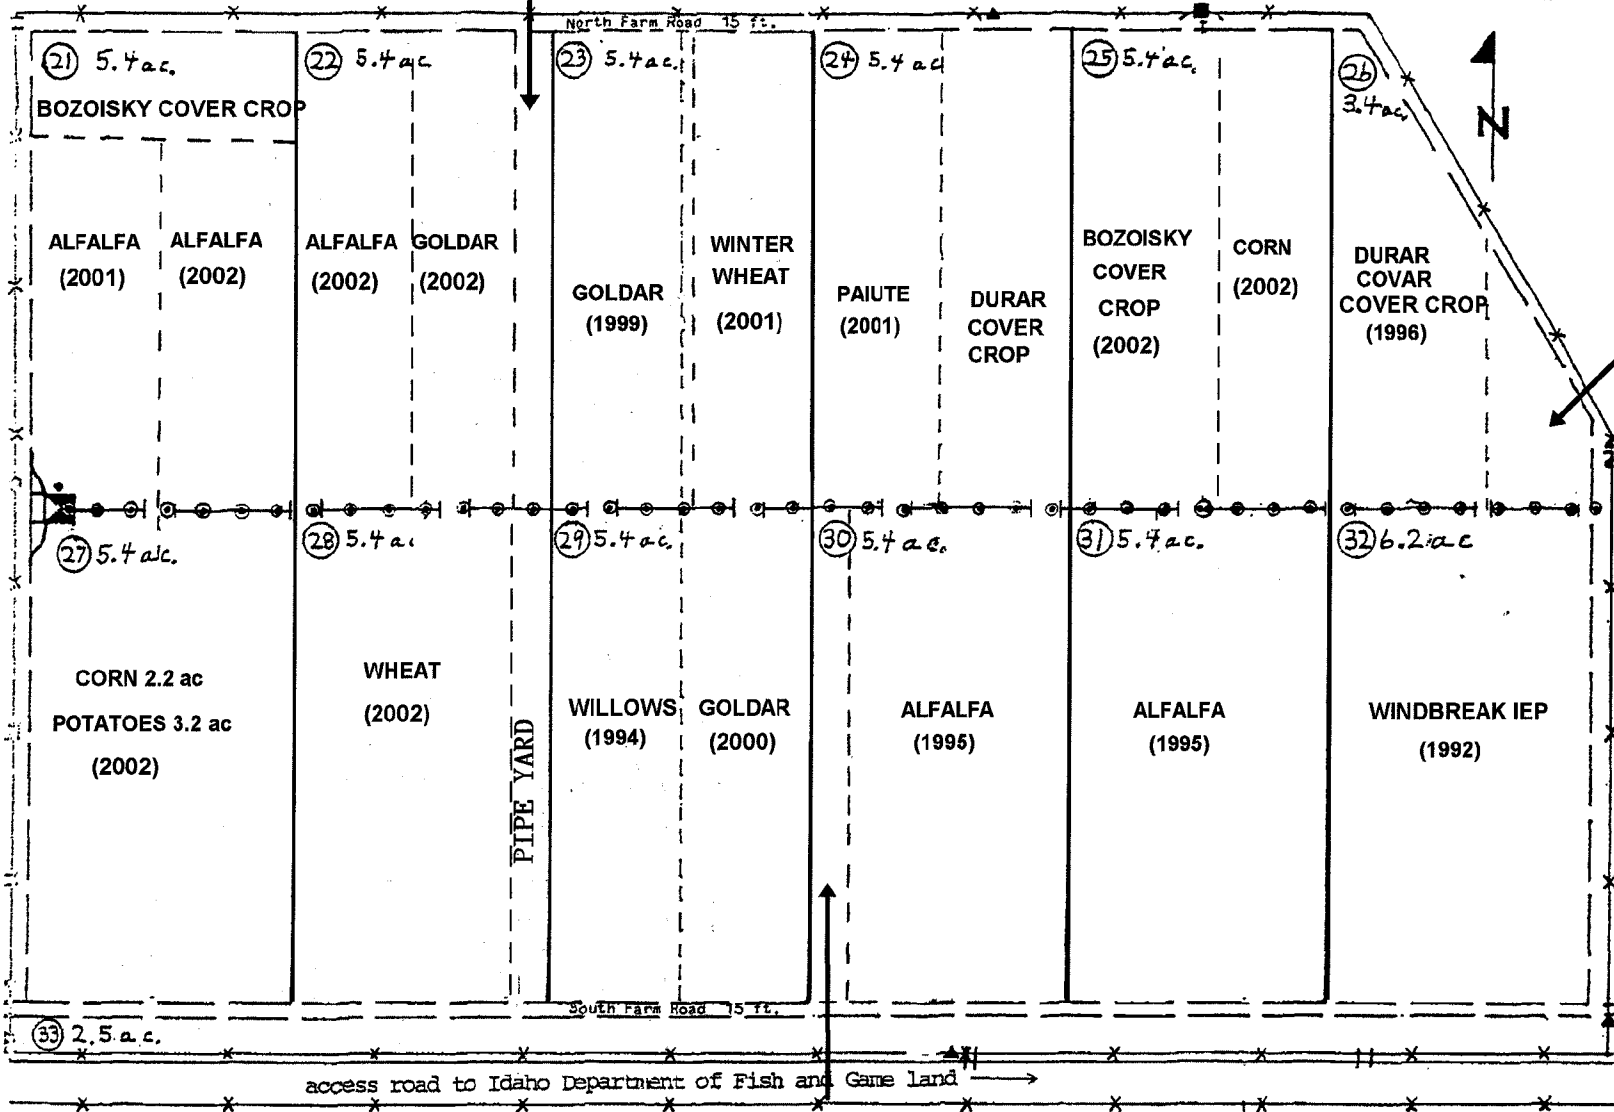 North Farm Road 15 ft.
21 5.4 ac.
BOZOISKY COVER CROP
ALFALFA
(2001)
ALFALFA
(2002)
22 5.4 ac
ALFALFA
(2002)
GOLDAR
(2002)
23 5.4 ac.
GOLDAR
(1999)
WINTER
WHEAT
(2001)
24 5.4 ac
PAIUTE
(2001)
DURAR
COVER
CROP
25 5.4 ac.
BOZOISKY
COVER
CROP
(2002)
CORN
(2002)
26
3.4 ac.
DURAR
COVAR
COVER CROP
(1996)
N
27 5.4 ac.
CORN 2.2 ac
POTATOES 3.2 ac
(2002)
28 5.4 ac
WHEAT
(2002)
PIPE YARD
29 5.4 ac.
WILLOWS
(1994)
GOLDAR
(2000)
30 5.4 ac.
ALFALFA
(1995)
31 5.4 ac.
ALFALFA
(1995)
32 6.2 ac
WINDBREAK IEP
(1992)
South Farm Road 15 ft.
33 2.5 ac.
access road to Idaho Department of Fish and Game land